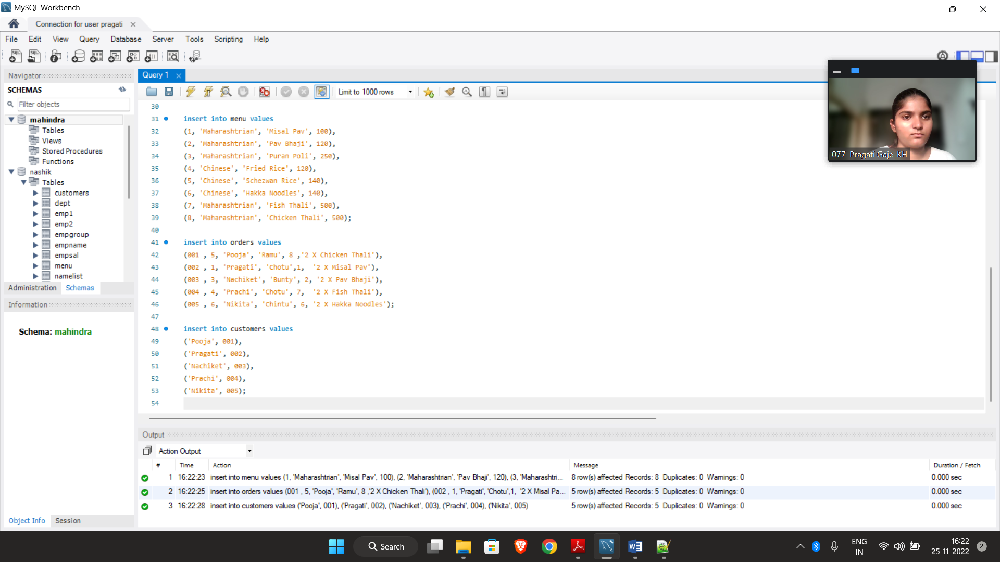 MySQL Workbench
Connection for user pragati
File Edit View Query Database Server Tools Scripting Help
Navigator
SCHEMAS
Filter objects
mahindra
Tables
Views
Stored Procedures
Functions
nashik
Tables
customers
dept
emp1
emp2
empgroup
empname
empsal
menu
namelist
Administration Schemas
Information
Schema: mahindra
Object Info Session
Query 1
Limit to 1000 rows
30
31 insert into menu values
32 (1, 'Maharashtrian', 'Misal Pav', 100),
33 (2, 'Maharashtrian', 'Pav Bhaji', 120),
34 (3, 'Maharashtrian', 'Puran Poli', 250),
35 (4, 'Chinese', 'Fried Rice', 120),
36 (5, 'Chinese', 'Schezwan Rice', 140),
37 (6, 'Chinese', 'Hakka Noodles', 140),
38 (7, 'Maharashtrian', 'Fish Thali', 500),
39 (8, 'Maharashtrian', 'Chicken Thali', 500);
40
41 insert into orders values
42 (001 , 5, 'Pooja', 'Ramu', 8 ,'2 X Chicken Thali'),
43 (002 , 1, 'Pragati', 'Chotu',1,  '2 X Misal Pav'),
44 (003 , 3, 'Nachiket', 'Bunty', 2, '2 X Pav Bhaji'),
45 (004 , 4, 'Prachi', 'Chotu', 7,  '2 X Fish Thali'),
46 (005 , 6, 'Nikita', 'Chintu', 6, '2 X Hakka Noodles');
47
48 insert into customers values
49 ('Pooja', 001),
50 ('Pragati', 002),
51 ('Nachiket', 003),
52 ('Prachi', 004),
53 ('Nikita', 005);
54
077_Pragati Gaje_KH
Output
Action Output
# Time Action Message Duration / Fetch
1 16:22:23 insert into menu values (1, 'Maharashtrian', 'Misal Pav', 100), (2, 'Maharashtrian', 'Pav Bhaji', 120), (3, 'Maharashtri... 8 row(s) affected Records: 8 Duplicates: 0 Warnings: 0 0.000 sec
2 16:22:25 insert into orders values (001 , 5, 'Pooja', 'Ramu', 8 ,'2 X Chicken Thali'), (002 , 1, 'Pragati', 'Chotu',1,  '2 X Misal Pa... 5 row(s) affected Records: 5 Duplicates: 0 Warnings: 0 0.000 sec
3 16:22:28 insert into customers values ('Pooja', 001), ('Pragati', 002), ('Nachiket', 003), ('Prachi', 004), ('Nikita', 005) 5 row(s) affected Records: 5 Duplicates: 0 Warnings: 0 0.000 sec
Search
ENG
IN
16:22
25-11-2022
2